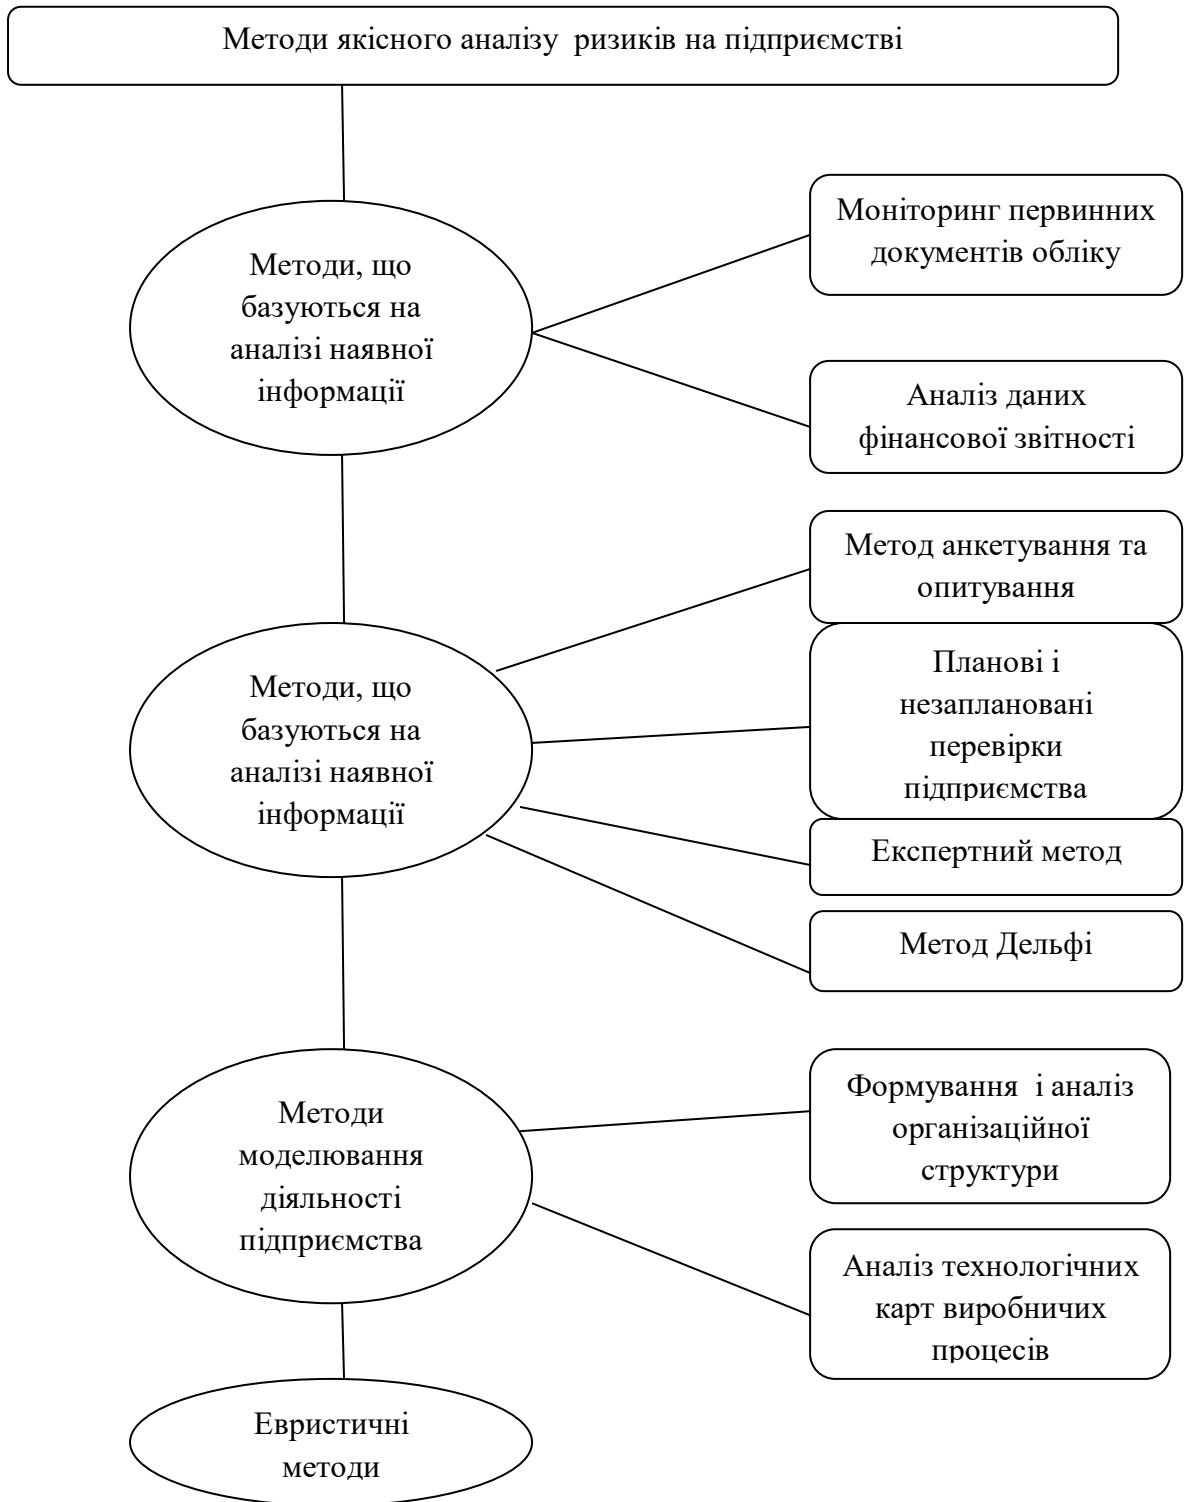 Методи якісного аналізу  ризиків на підприємстві
Методи, що
базуються на
аналізі наявної
інформації
Моніторинг первинних
документів обліку
Аналіз даних
фінансової звітності
Методи, що
базуються на
аналізі наявної
інформації
Метод анкетування та
опитування
Планові і
незаплановані
перевірки
підприємства
Експертний метод
Метод Дельфі
Методи
моделювання
діяльності
підприємства
Формування  і аналіз
організаційної
структури
Аналіз технологічних
карт виробничих
процесів
Евристичні
методи